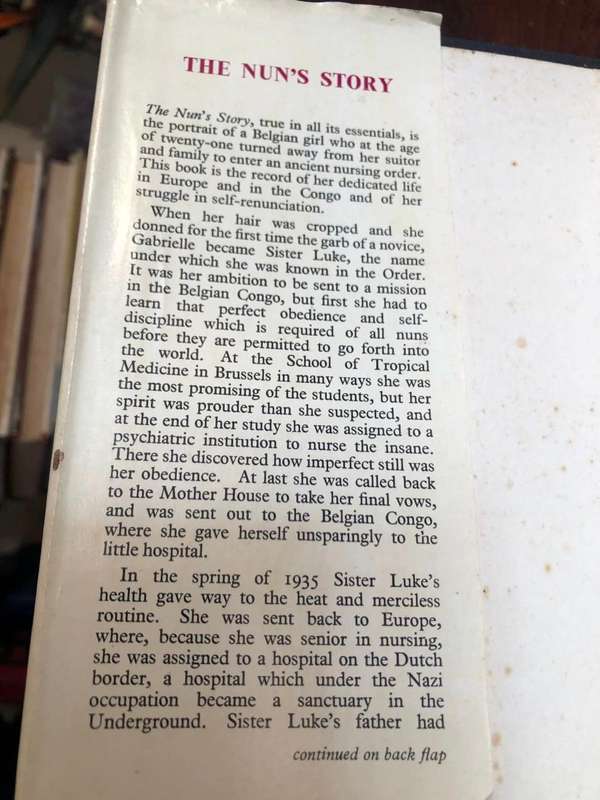 THE NUN'S STORY
The Nun's Story, true in all its essentials, is
the portrait of a Belgian girl who at the age
of twenty-one turned away from her suitor
and family to enter an ancient nursing order.
This book is the record of her dedicated life
in Europe and in the Congo and of her
struggle in self-renunciation.
When her hair was cropped and she
donned for the first time the garb of a novice,
Gabrielle became Sister Luke, the name
under which she was known in the Order.
It was her ambition to be sent to a mission
in the Belgian Congo, but first she had to
learn that perfect obedience and self-
discipline which is required of all nuns
before they are permitted to go forth into
the world. At the School of Tropical
Medicine in Brussels in many ways she was
the most promising of the students, but her
spirit was prouder than she suspected, and
at the end of her study she was assigned to a
psychiatric institution to nurse the insane.
There she discovered how imperfect still was
her obedience. At last she was called back
to the Mother House to take her final vows,
and was sent out to the Belgian Congo,
where she gave herself unsparingly to the
little hospital.
In the spring of 1935 Sister Luke's
health gave way to the heat and merciless
routine. She was sent back to Europe,
where, because she was senior in nursing,
she was assigned to a hospital on the Dutch
border, a hospital which under the Nazi
occupation became a sanctuary in the
Underground. Sister Luke's father had
continued on back flap